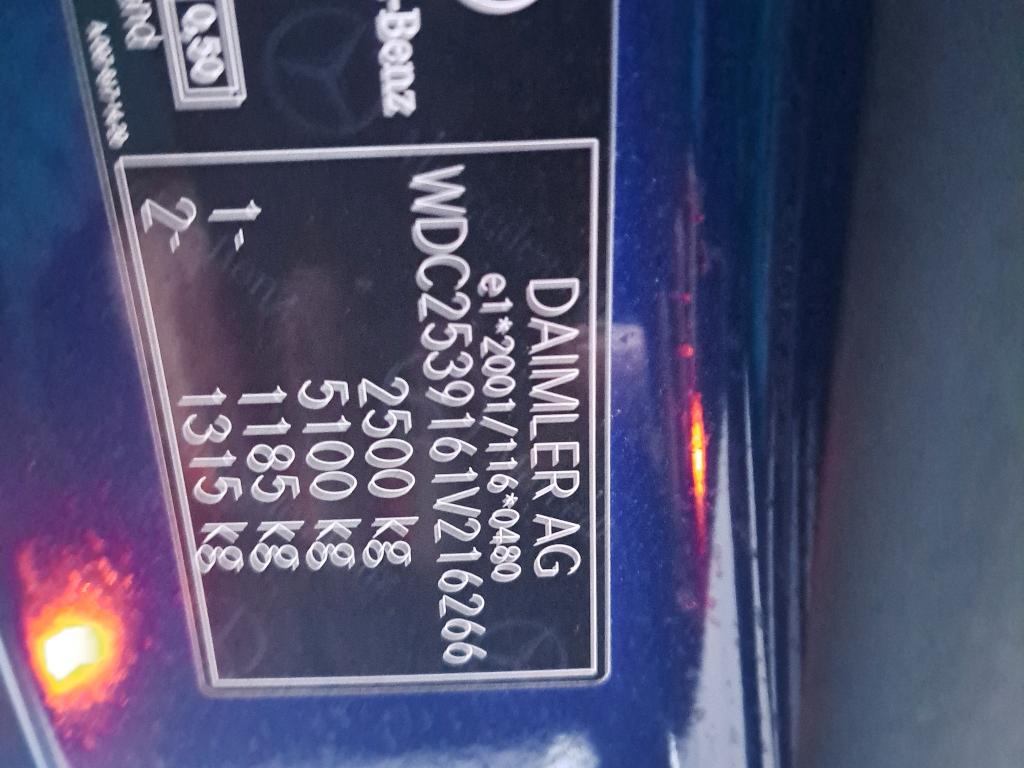 -Benz
0,50
DAIMLER AG
e1*2001/116*0480
WDC2539161V216266
2500 kg
5100 kg
1- 1185 kg
2- 1315 kg